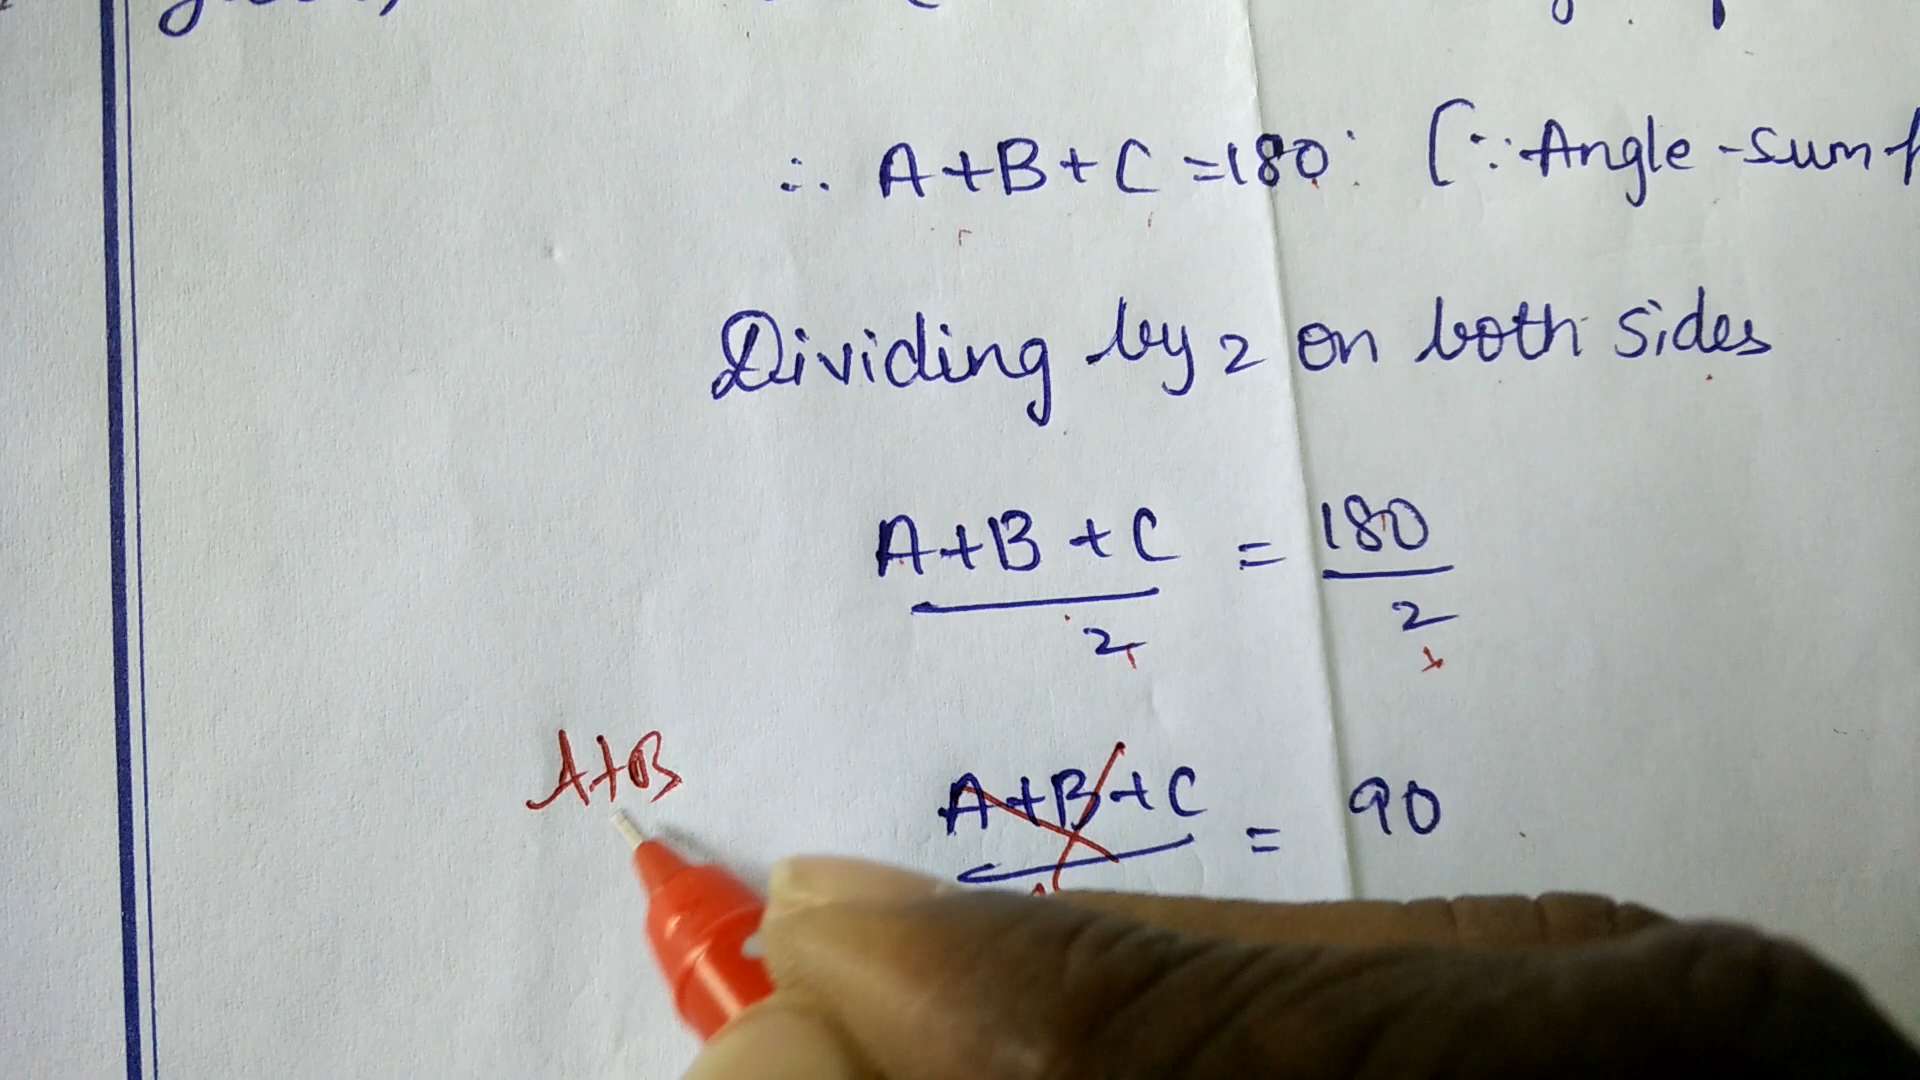 ∴ A+B+C =180° (∵ Angle-sum
Dividing by 2 on both sides
A+B+C/2 = 180/2
A+B
A+B+C = 90